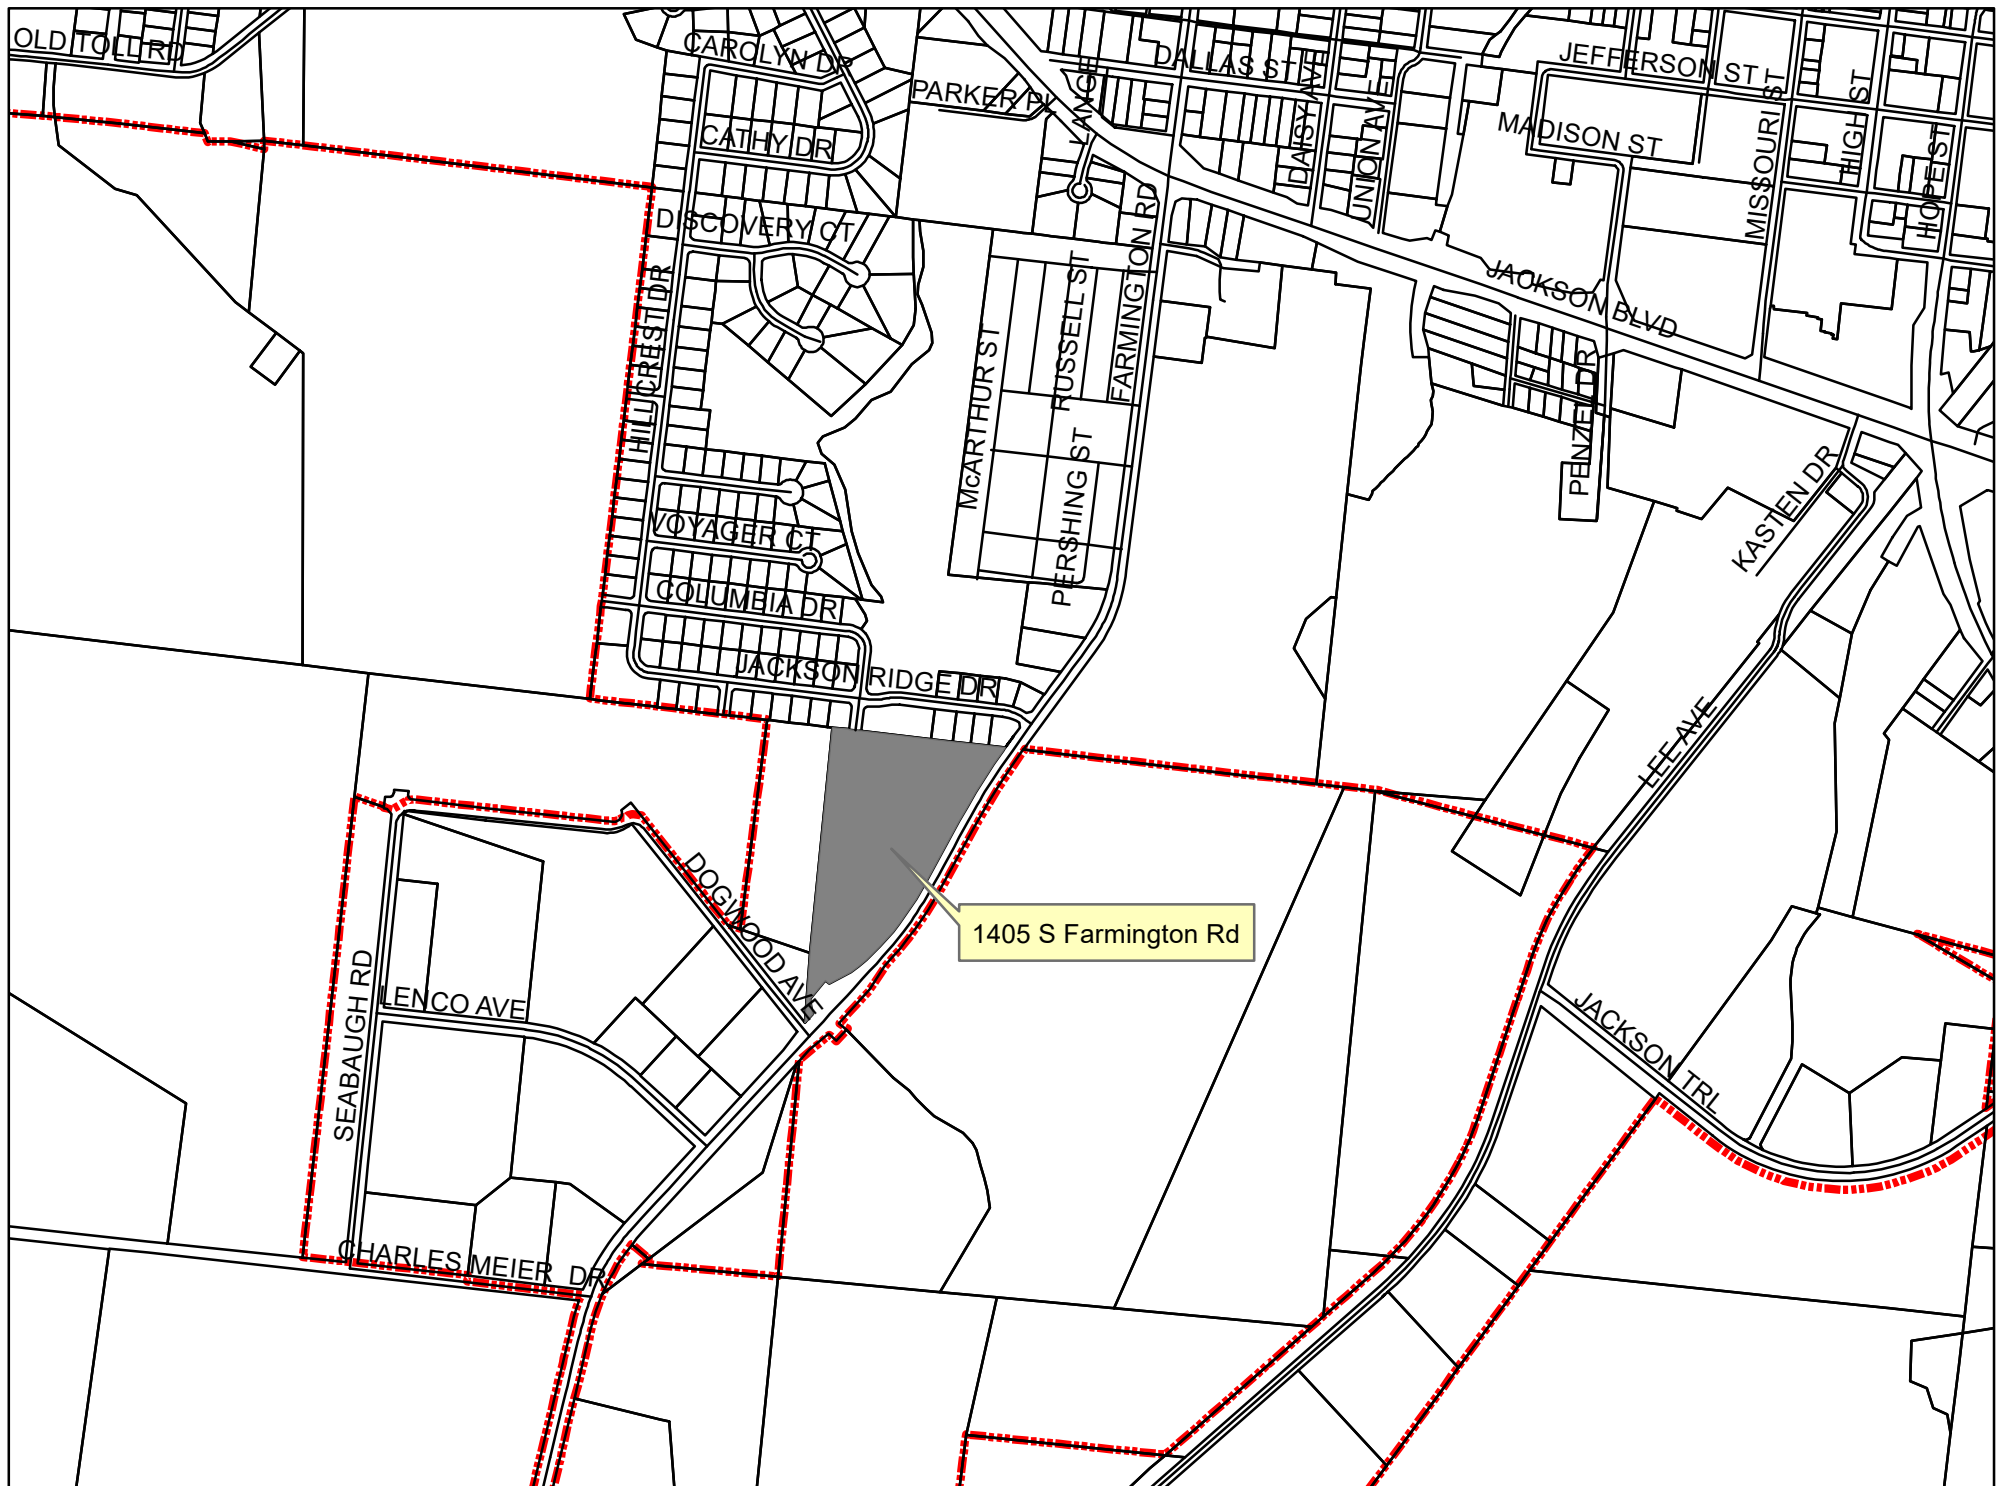 OLD TOLL RD
CAROLYN DR
PARKER PL
LANGE
DALLAS ST
DAISY AVE
UNION AVE
JEFFERSON ST
MADISON ST
MISSOURI ST
HIGH ST
HOPE ST
CATHY DR
DISCOVERY CT
HILLCREST DR
FARMINGTON RD
RUSSELL ST
McARTHUR ST
PERSHING ST
JACKSON BLVD
PENZEL DR
KASTEN DR
VOYAGER CT
COLUMBIA DR
JACKSON RIDGE DR
LEE AVE
DOGWOOD AVE
1405 S Farmington Rd
SEABAUGH RD
LENCO AVE
JACKSON TRL
CHARLES MEIER DR